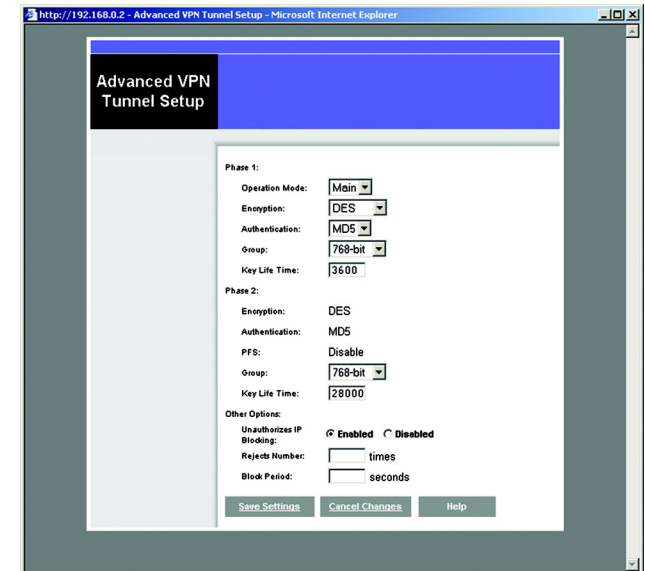 http://192.168.0.2 - Advanced VPN Tunnel Setup - Microsoft Internet Explorer
Advanced VPN
Tunnel Setup
Phase 1:
Operation Mode: Main
Encryption: DES
Authentication: MD5
Group: 768-bit
Key Life Time: 3600
Phase 2:
Encryption: DES
Authentication: MD5
PFS: Disable
Group: 768-bit
Key Life Time: 28000
Other Options:
Unauthorizes IP
Blocking: Enabled Disabled
Rejects Number: times
Block Period: seconds
Save Settings Cancel Changes Help